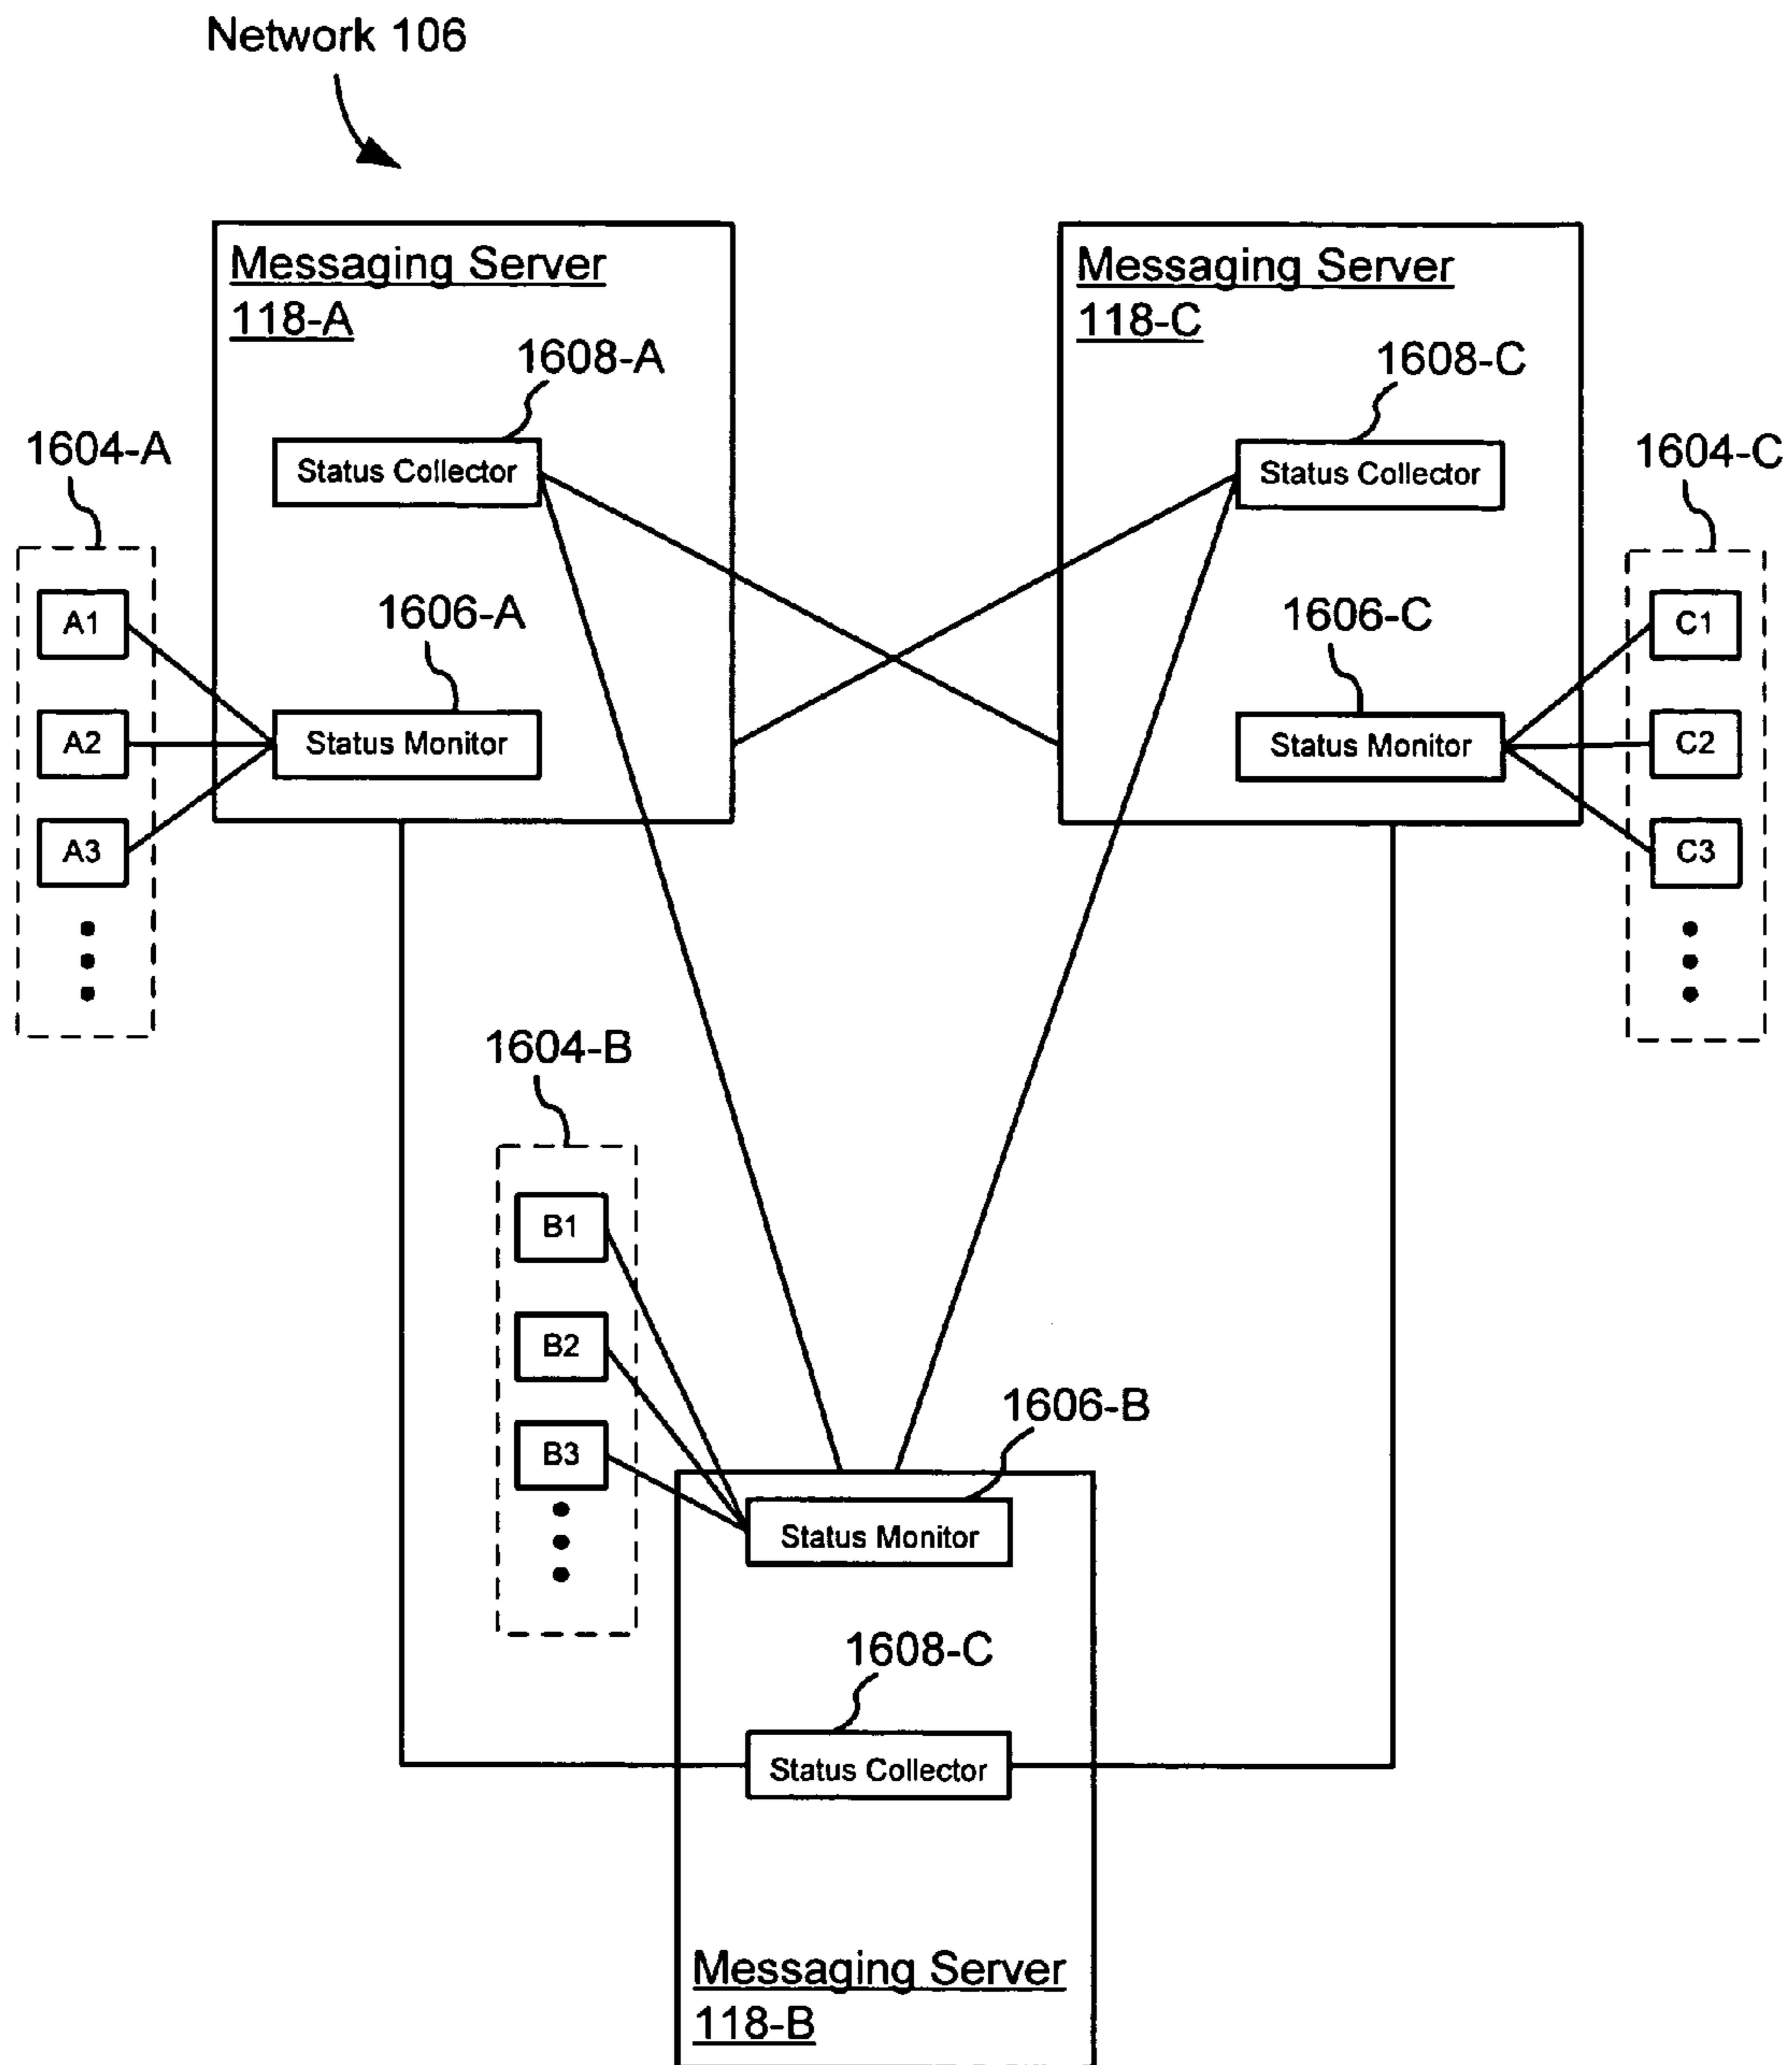 Network 106
Messaging Server
118-A
1608-A
Status Collector
1606-A
Status Monitor
1604-A
A1
A2
A3
Messaging Server
118-C
1608-C
Status Collector
1606-C
Status Monitor
1604-C
C1
C2
C3
1604-B
B1
B2
B3
1606-B
Status Monitor
1608-C
Status Collector
Messaging Server
118-B